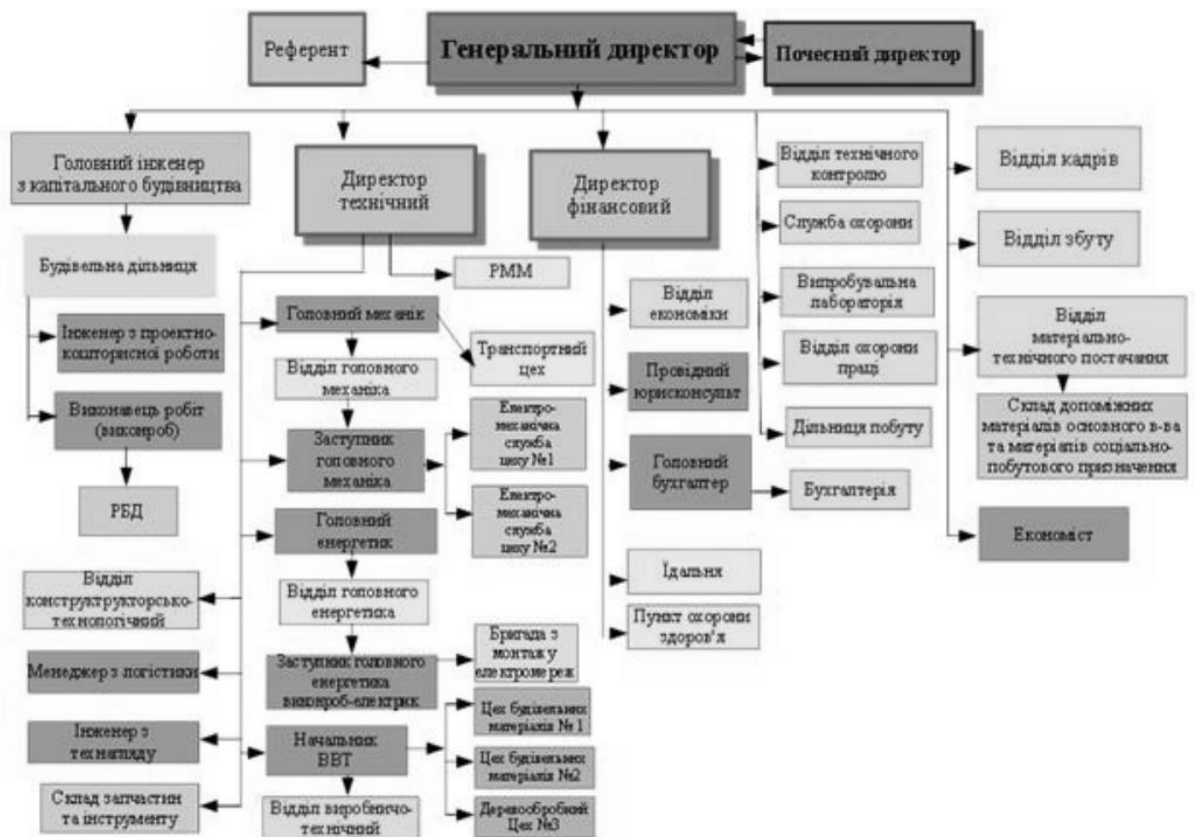 Референт
Генеральний директор
Почесний директор
Головний інженер
з капітального будівництва
Директор
технічний
Директор
фінансовий
Відділ технічного
контролю
Відділ кадрів
Служба охорони
Відділ збуту
Будівельна дільниця
РММ
Випробувальна
лабораторія
Відділ
економіки
Головний механік
Інженер з проектно-
кошторисної роботи
Транспортний
цех
Відділ
матеріально-
технічного постачання
Відділ охорони
праці
Відділ головного
механіка
Провідний
юрисконсульт
Виконавець робіт
(виконроб)
Електро-
механічна
служба
цеху №1
Склад допоміжних
матеріалів основного в-ва
та матеріалів соціально-
побутового призначення
Дільниця побуту
Заступник
головного
механіка
Головний
бухгалтер
Бухгалтерія
РБД
Електро-
механічна
служба
цеху №2
Головний
енергетик
Економіст
Відділ
конструктрукторсько-
технологічний
Відділ головного
енергетика
Їдальня
Пункт охорони
здоров'я
Бригада з
монтажу
електромереж
Менеджер з логістики
Заступник головного
енергетика
виконроб-електрик
Цех будівельних
матеріалів № 1
Інженер з
технагляду
Начальник
ВВТ
Цех будівельних
матеріалів №2
Склад запчастин
та інструменту
Відділ виробничо-
технічний
Деревообробний
Цех №3